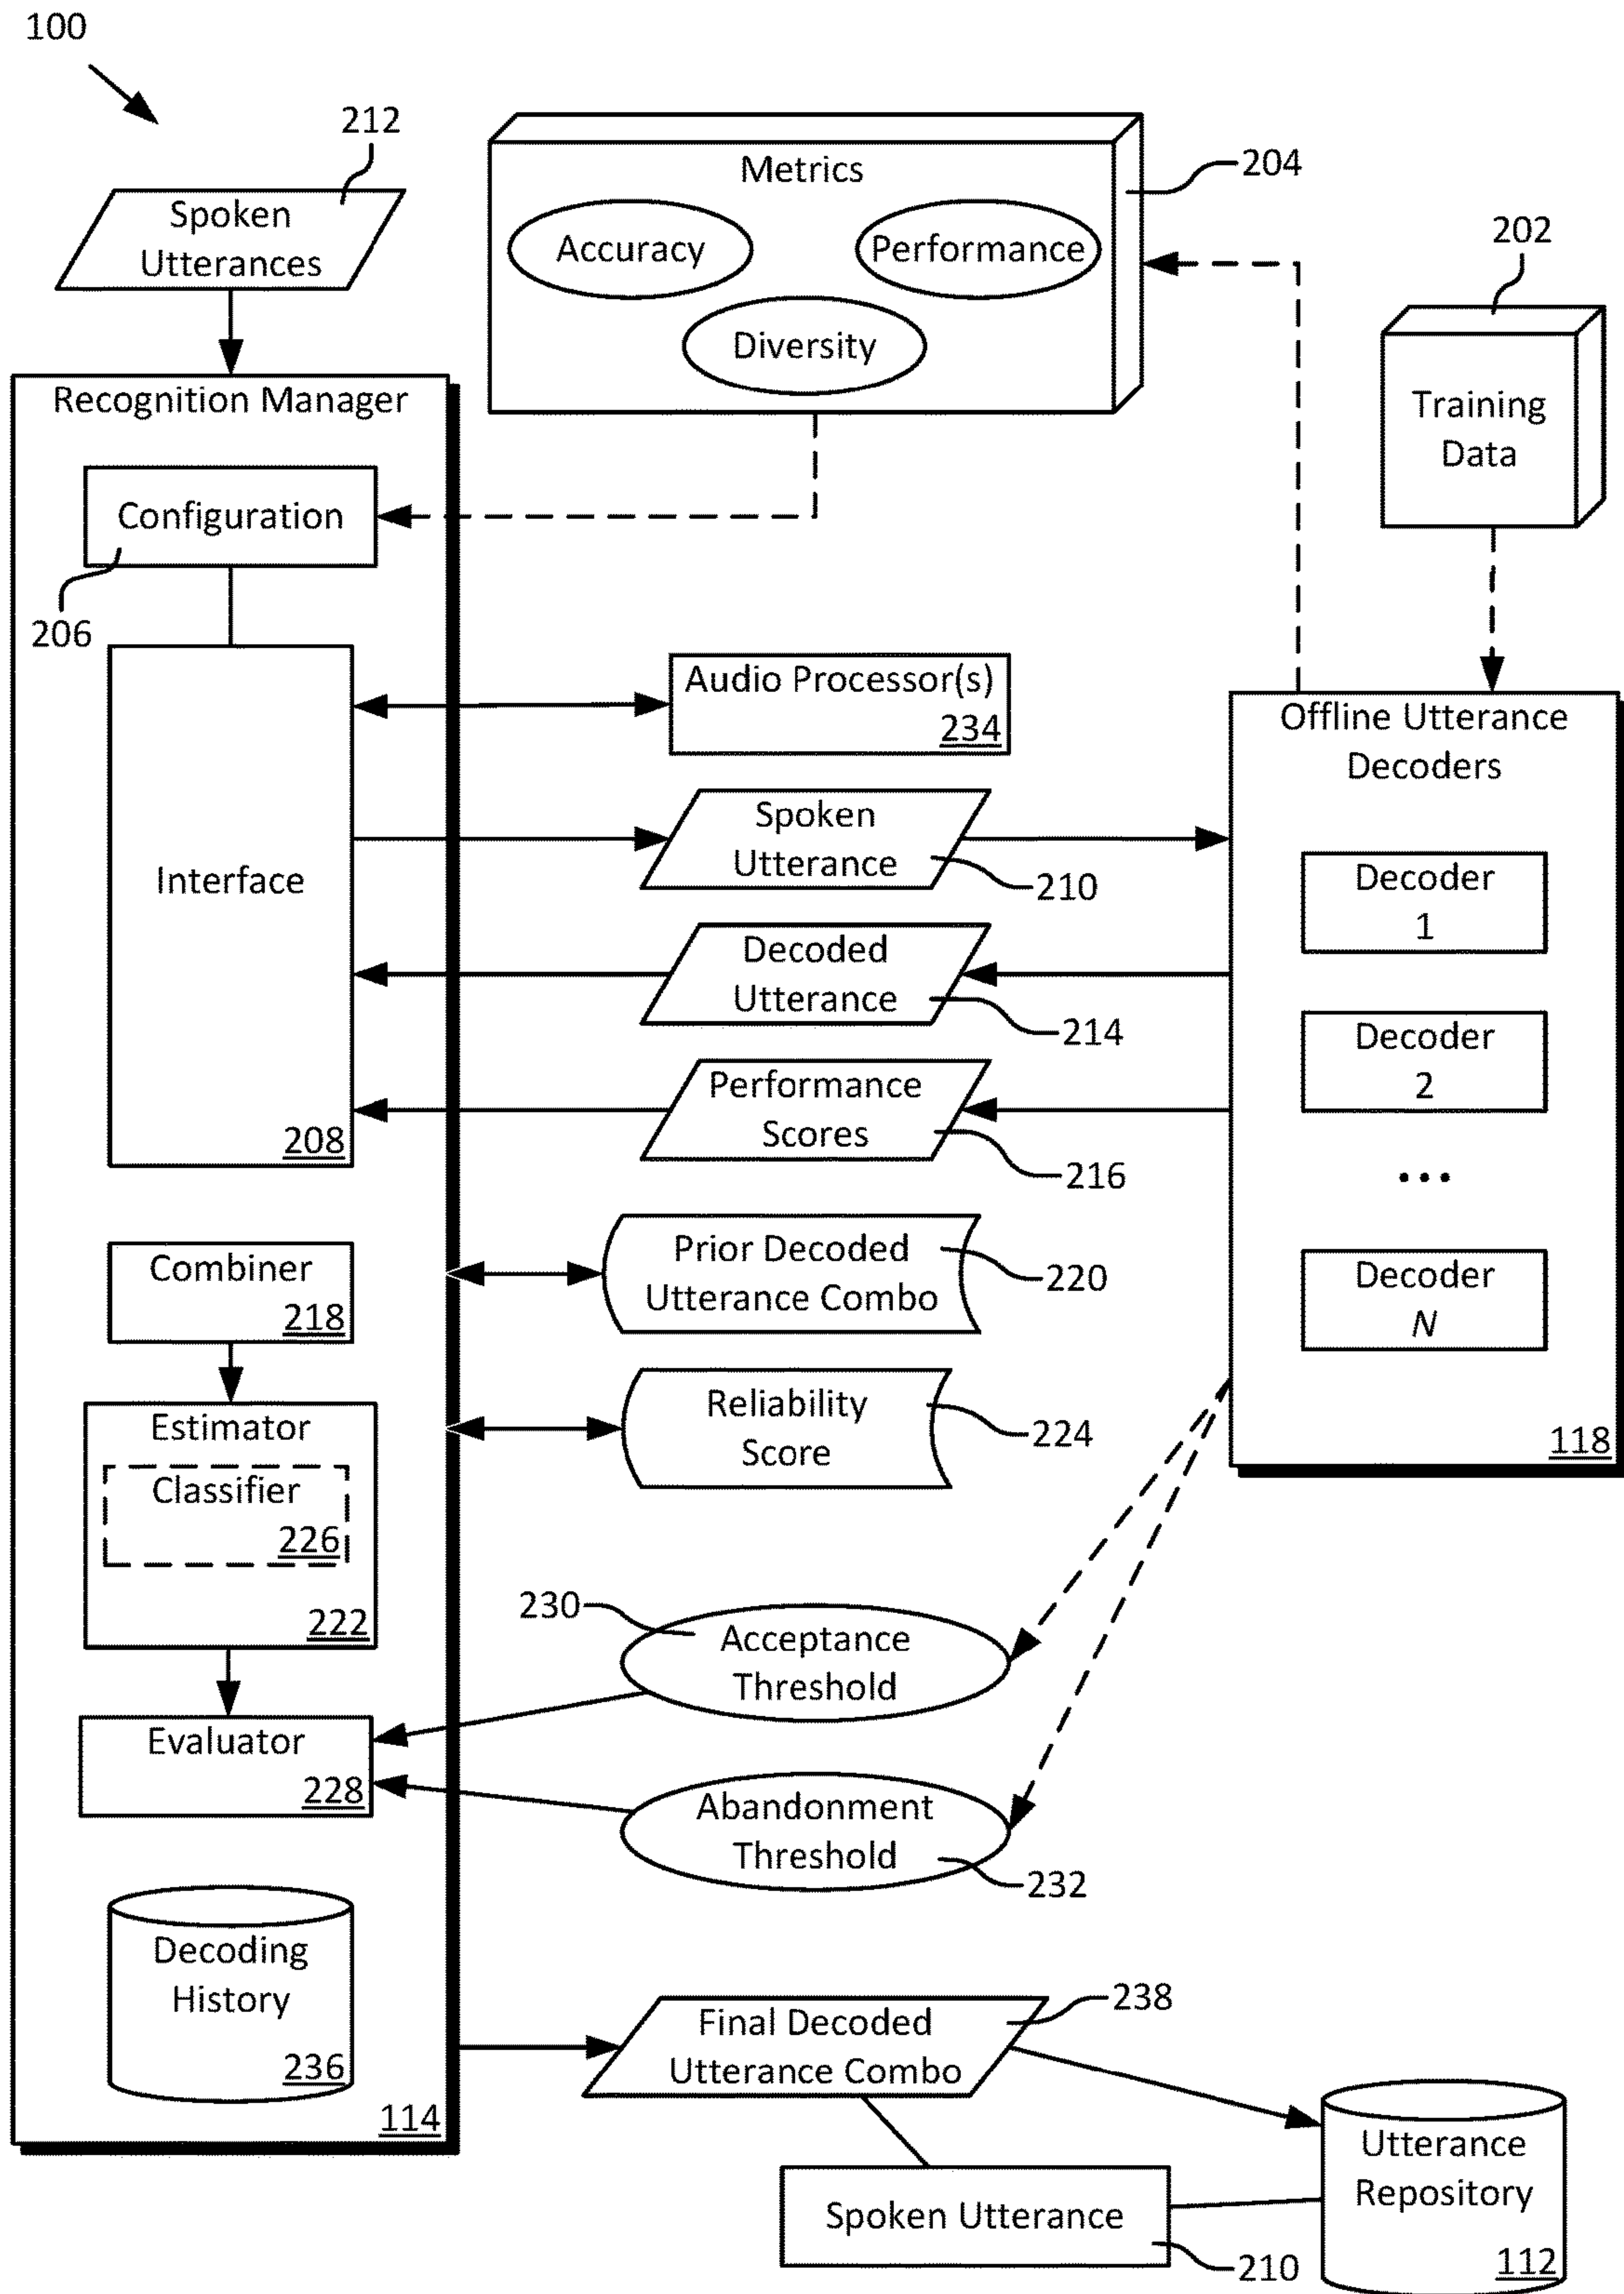 100
212
Spoken
Utterances
Metrics
204
Accuracy
Performance
Diversity
202
Training
Data
Recognition Manager
Configuration
206
Interface
208
Audio Processor(s)
234
Spoken
Utterance
210
Decoded
Utterance
214
Performance
Scores
216
Offline Utterance
Decoders
Decoder
1
Decoder
2
...
Decoder
N
118
Combiner
218
Prior Decoded
Utterance Combo
220
Estimator
Classifier
226
222
Reliability
Score
224
230
Acceptance
Threshold
Evaluator
228
Abandonment
Threshold
232
Decoding
History
236
114
Final Decoded
Utterance Combo
238
Spoken Utterance
210
Utterance
Repository
112